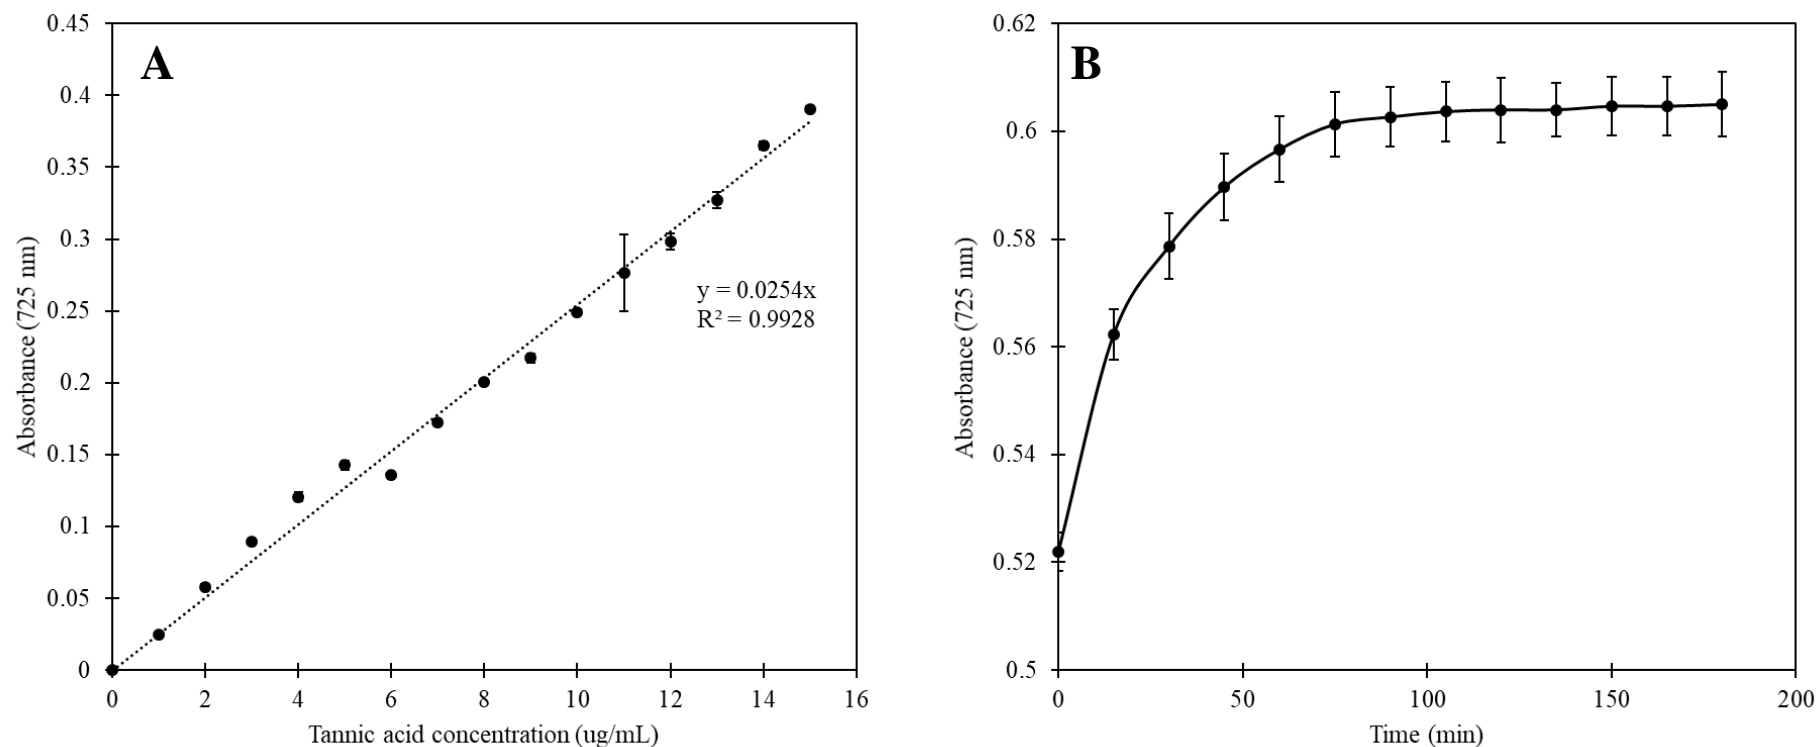 A
0.45
0.4
0.35
0.3
0.25
0.2
0.15
0.1
0.05
0
Absorbance (725 nm)
y = 0.0254x
R² = 0.9928
0 2 4 6 8 10 12 14 16
Tannic acid concentration (ug/mL)
B
0.62
0.6
0.58
0.56
0.54
0.52
0.5
Absorbance (725 nm)
0 50 100 150 200
Time (min)